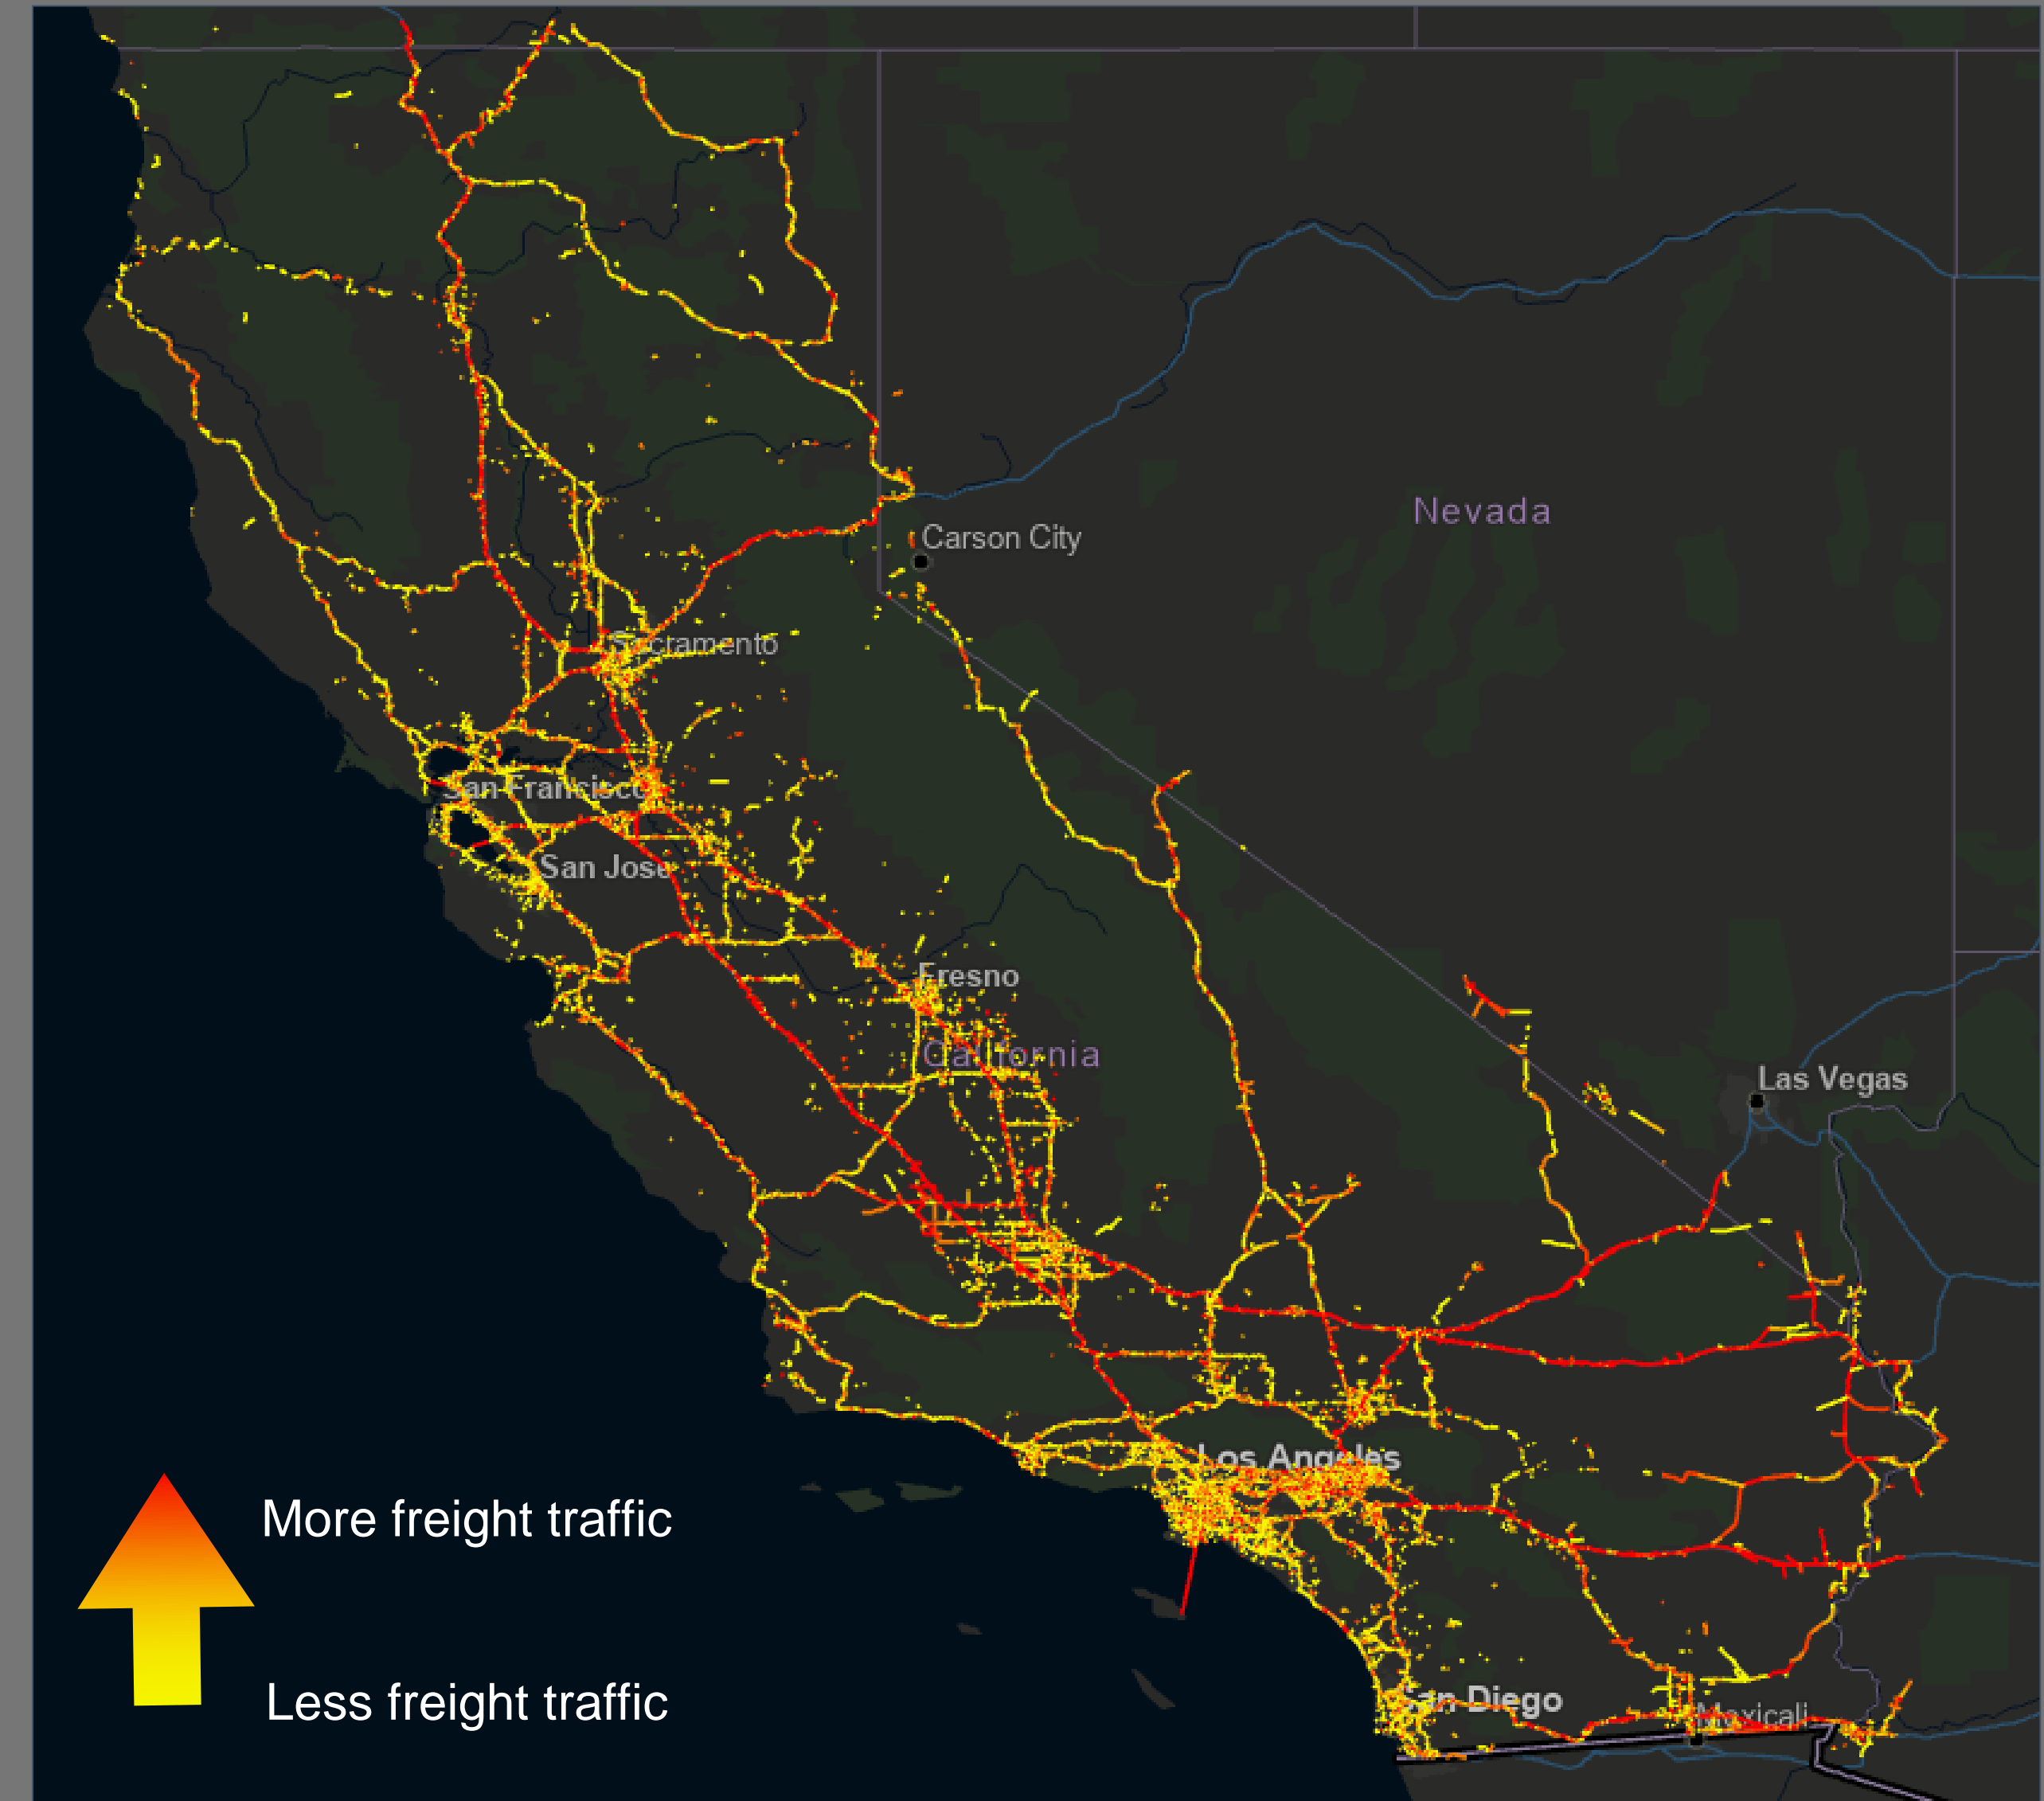 Nevada
Carson City
Sacramento
San Francisco
San Jose
Fresno
California
Las Vegas
Los Angeles
More freight traffic
Less freight traffic
San Diego
Mexicali